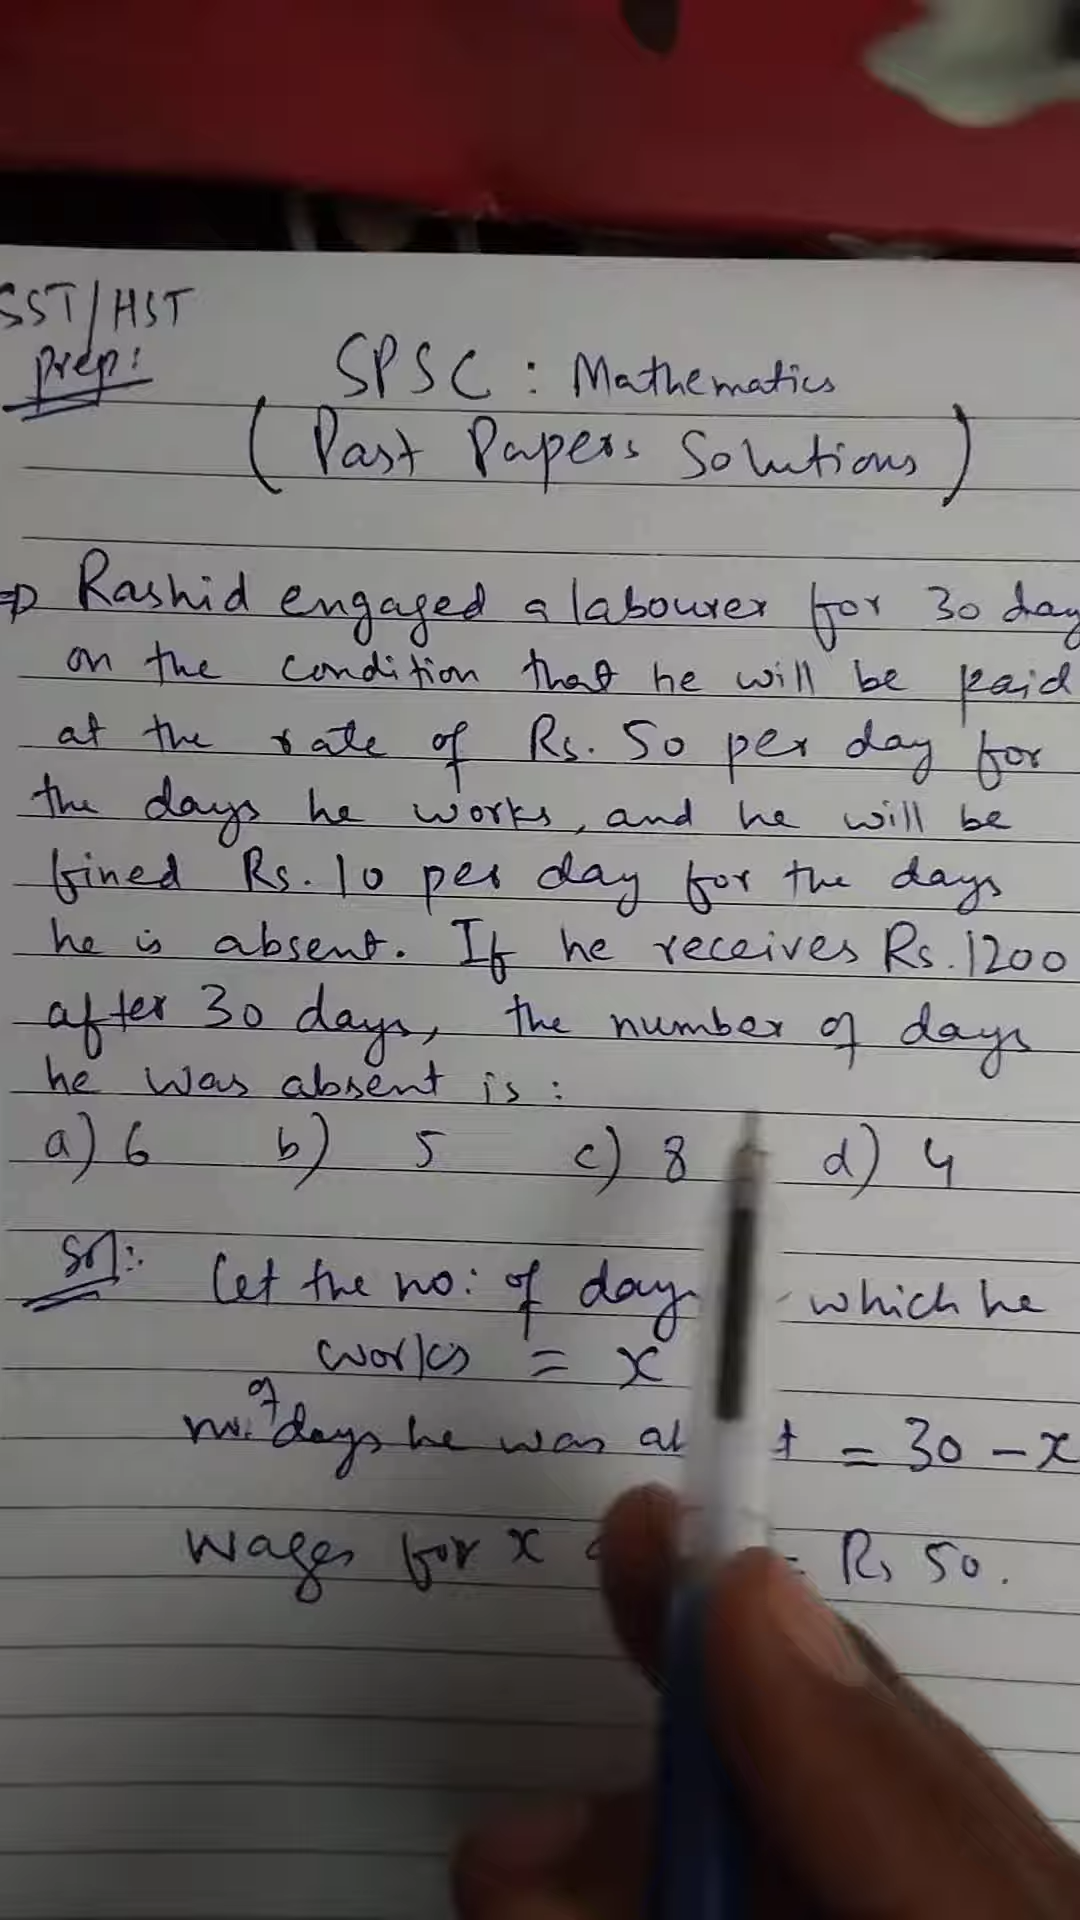 SST/HST
Prep:
SPSC : Mathematics
(Past Papers Solutions)
⇒ Rashid engaged a labourer for 30 day
on the condition that he will be paid
at the rate of Rs. 50 per day for
the days he works, and he will be
fined Rs. 10 per day for the days
he is absent. If he receives Rs. 1200
after 30 days, the number of days
he was absent is :
a) 6 b) 5 c) 8 d) 4
Sol:. Let the no: of day which he
works = x
no. of days he was = 30 - x
Wages for x = Rs 50.